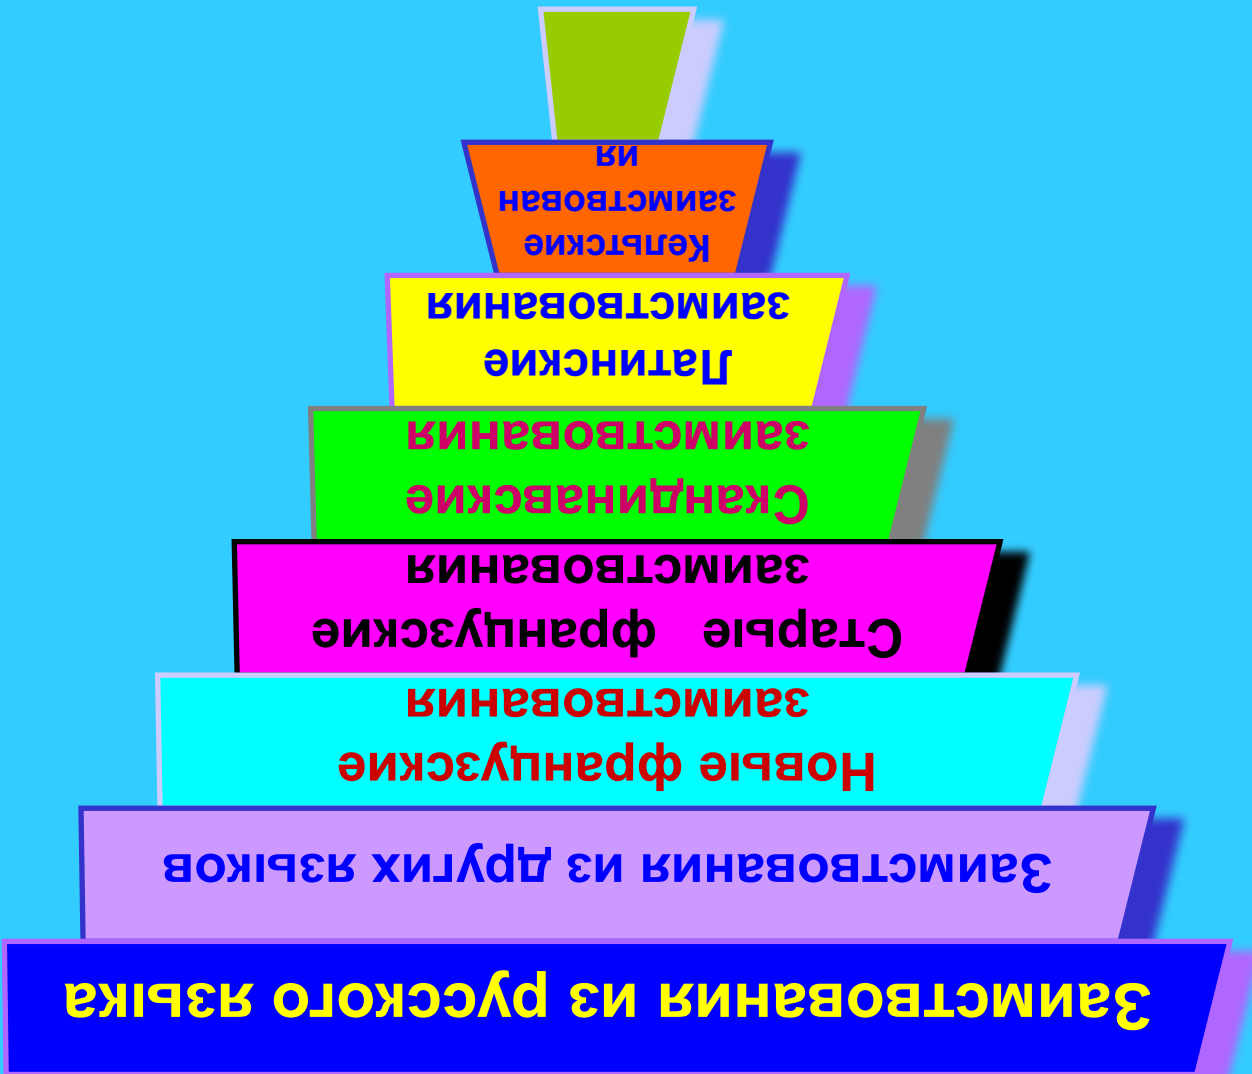 Заимствования из русского языка
Заимствования из других языков
Новые французские
заимствования
Старые французские
заимствования
Скандинавские
заимствования
Латинские
заимствования
Кельтские
заимствован
ия